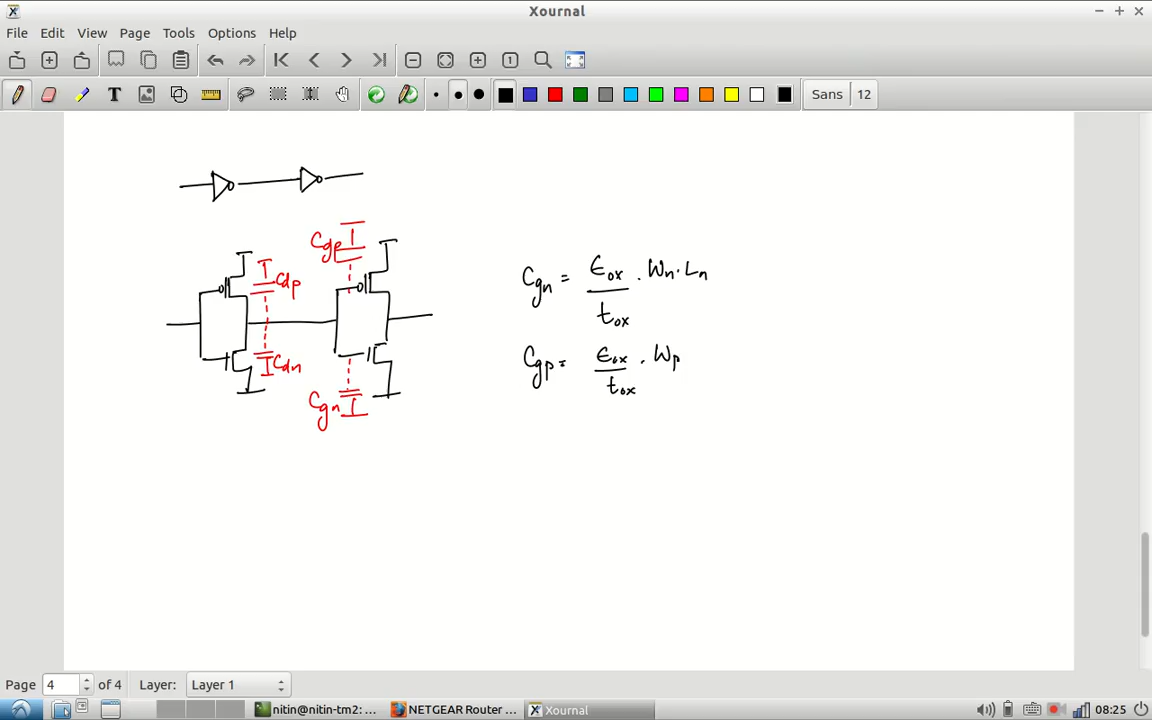 Xournal
File Edit View Page Tools Options Help
Sans 12
Cgp
Cdp
Cdn
Cgn
Cgn = ϵox / tox · Wn · Ln
Cgp = ϵox / tox · Wp
Page 4 of 4 Layer: Layer 1
nitin@nitin-tm2: ... NETGEAR Router ... Xournal 08:25